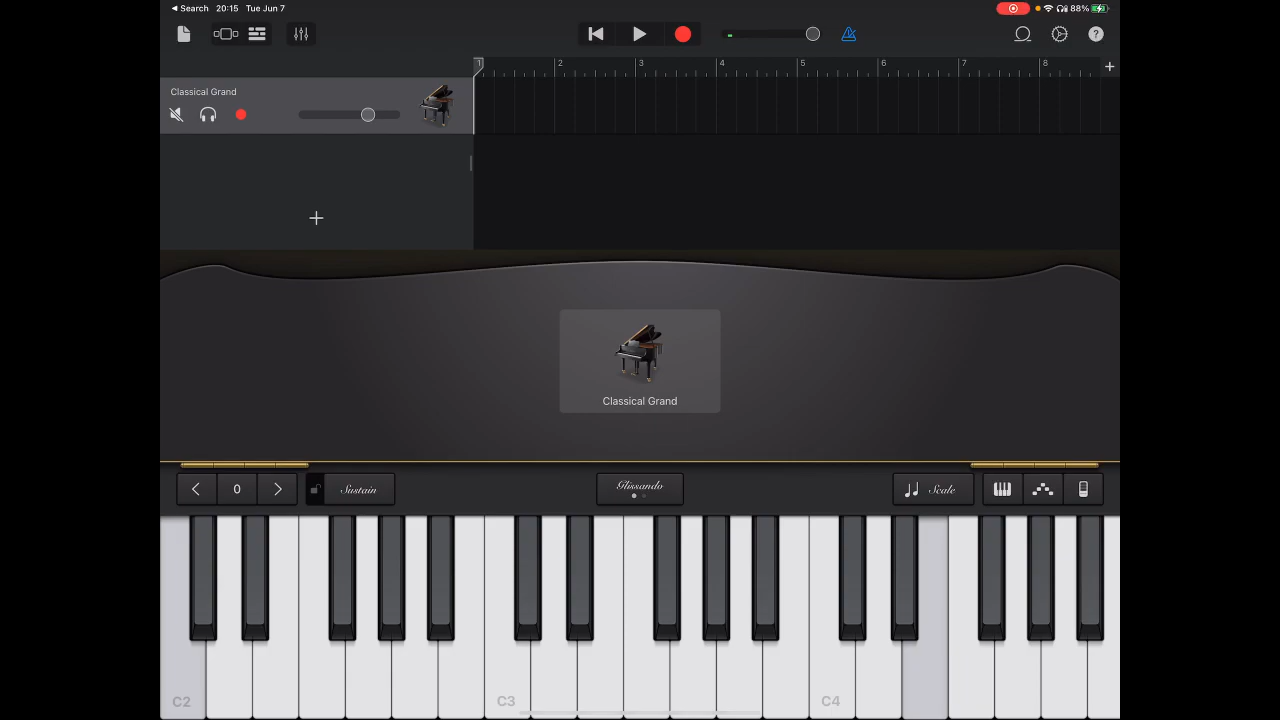 Search 20:15 Tue Jun 7
88%
1 2 3 4 5 6 7 8 +
Classical Grand
+
Classical Grand
0
Sustain
Glissando
Scale
C2 C3 C4